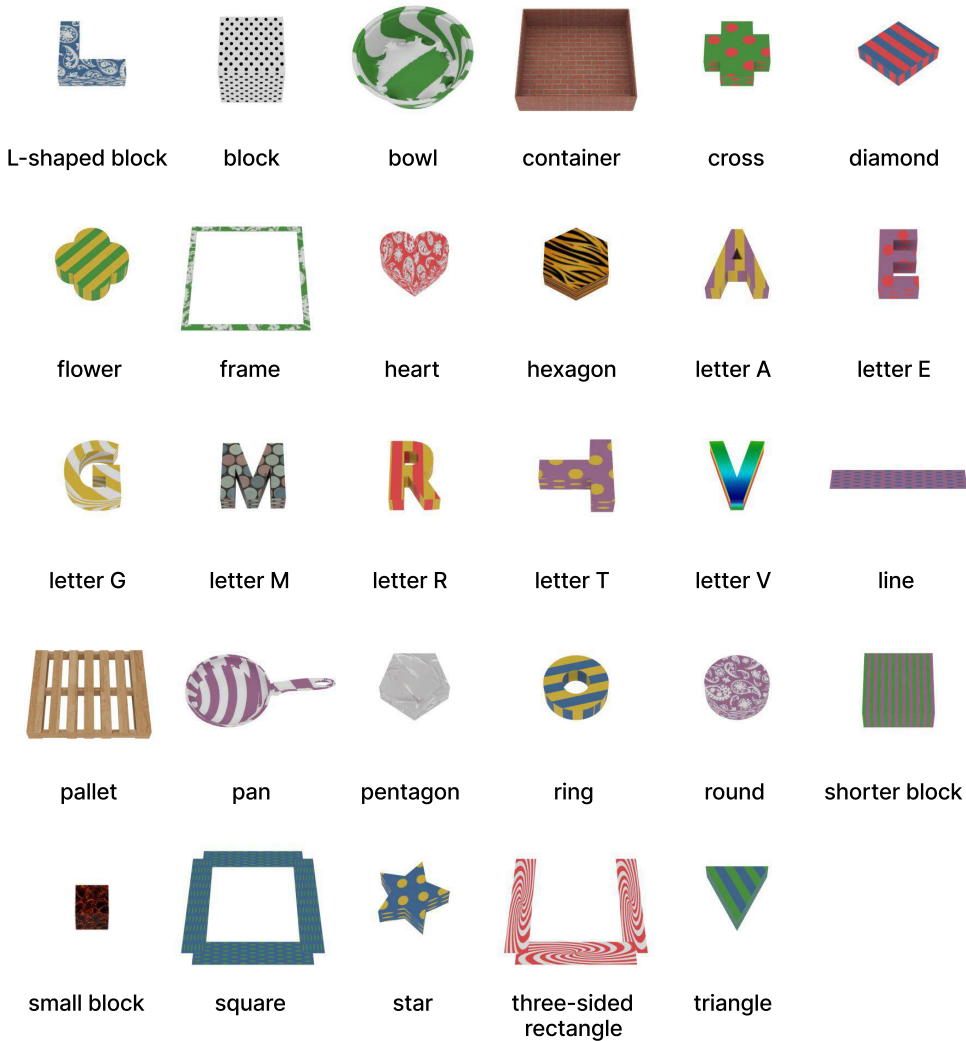 L-shaped block
block
bowl
container
cross
diamond
flower
frame
heart
hexagon
letter A
letter E
letter G
letter M
letter R
letter T
letter V
line
pallet
pan
pentagon
ring
round
shorter block
small block
square
star
three-sided
rectangle
triangle